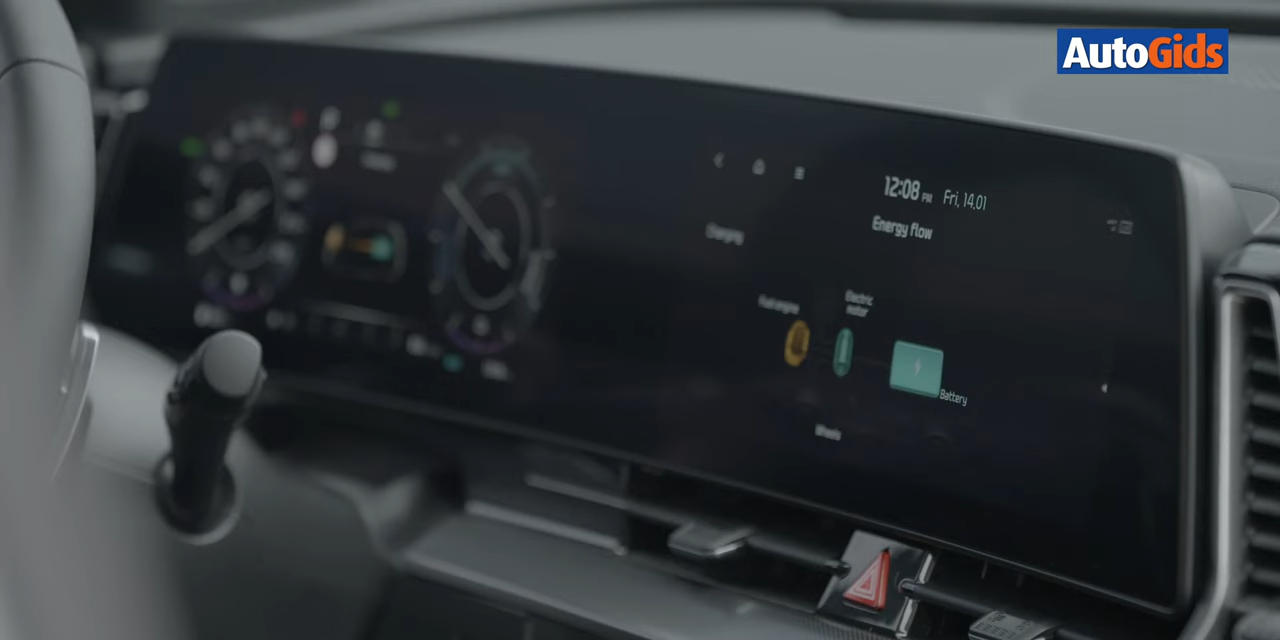 AutoGids
12:08 PM Fri, 14.01
Energy flow
Charging
Fuel engine
Electric
motor
Battery
Wheels